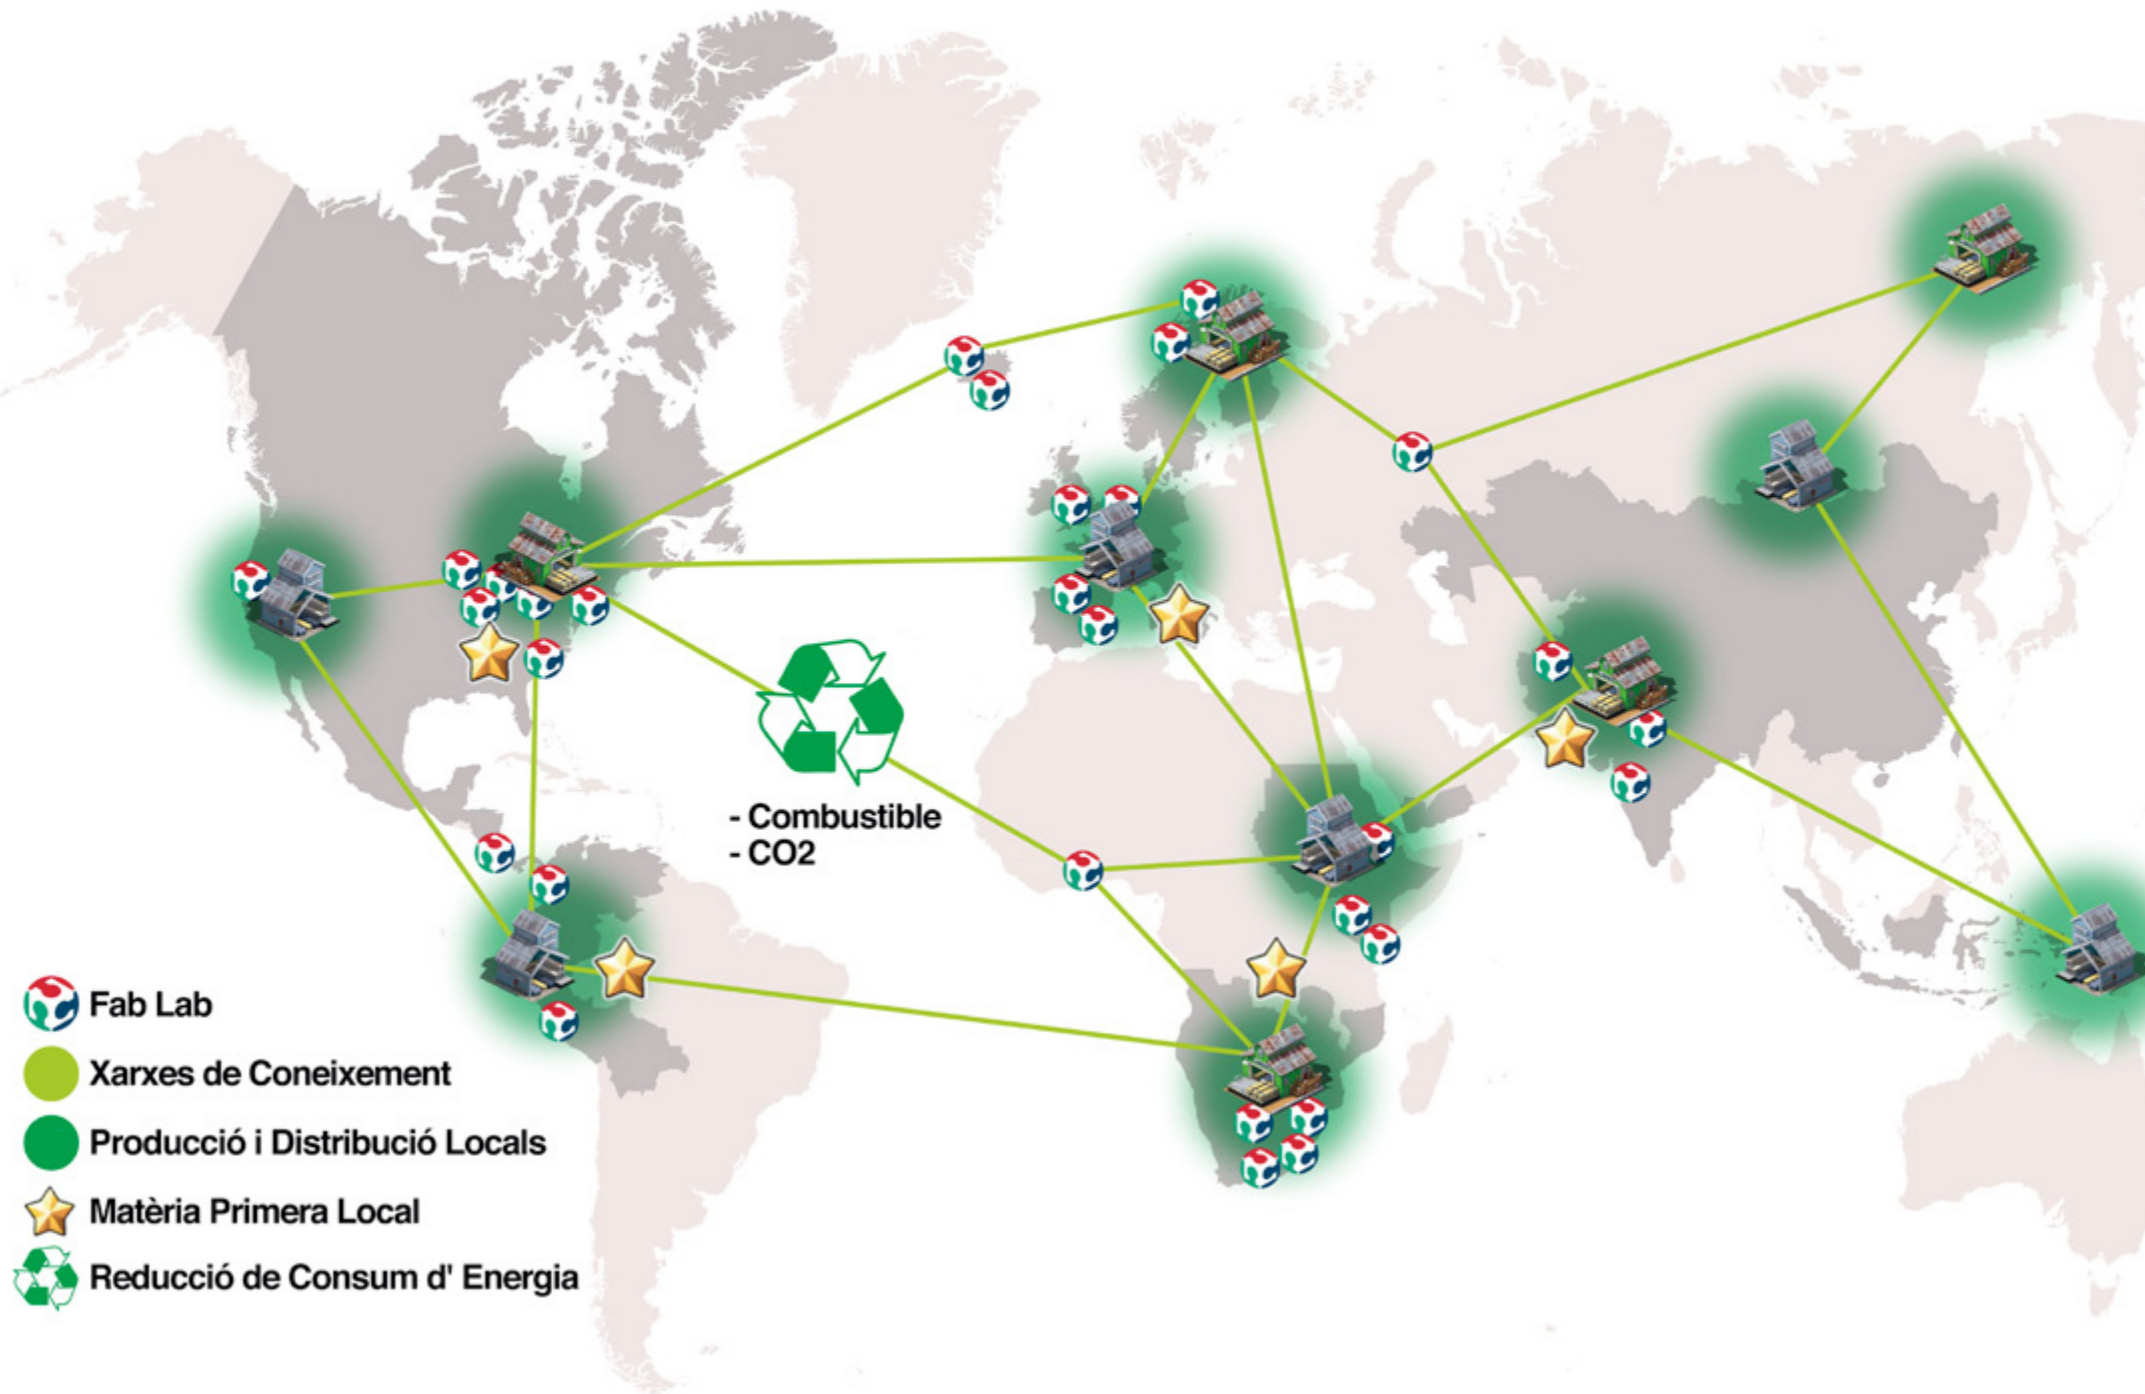 - Combustible
- CO2
Fab Lab
Xarxes de Coneixement
Producció i Distribució Locals
Matèria Primera Local
Reducció de Consum d' Energia